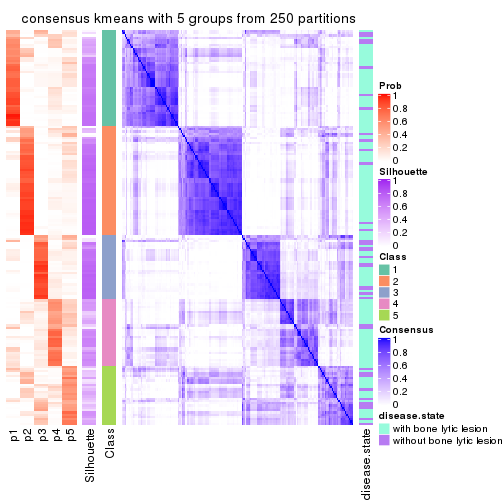 consensus kmeans with 5 groups from 250 partitions
Prob
1
0.8
0.6
0.4
0.2
0
Silhouette
1
0.8
0.6
0.4
0.2
0
Class
1
2
3
4
5
Consensus
1
0.8
0.6
0.4
0.2
0
disease.state
with bone lytic lesion
without bone lytic lesion
p1
p2
p3
p4
p5
Silhouette
Class
disease.state